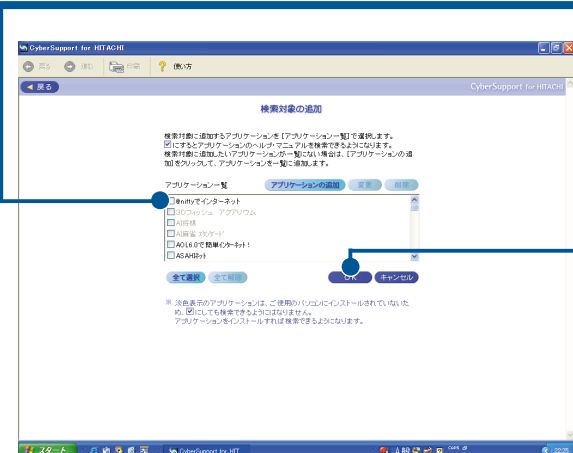 CyberSupport for HITACHI
戻る 進む 印刷 使い方
戻る CyberSupport for HITACHI
検索対象の追加
検索対象に追加するアプリケーションを [アプリケーション一覧] で選択します。
にするとアプリケーションのヘルプ・マニュアルを検索できるようになります。
検索対象に追加したいアプリケーションが一覧にない場合は、[アプリケーションの追
加]をクリックして、アプリケーションを一覧に追加します。
アプリケーション一覧 アプリケーションの追加 変更 削除
@niftyでインターネット
3Dフィッシュ アクアリウム
AI将棋
AI麻雀 スタンダード
AOL6.0で簡単インターネット!
ASAHIネット
全て選択 全て解除 OK キャンセル
※ 淡色表示のアプリケーションは、ご使用のパソコンにインストールされていないた
め、にしても検索できるようにはなりません。
アプリケーションをインストールすれば検索できるようになります。
スタート CyberSupport for HIT... CAPS 22:25